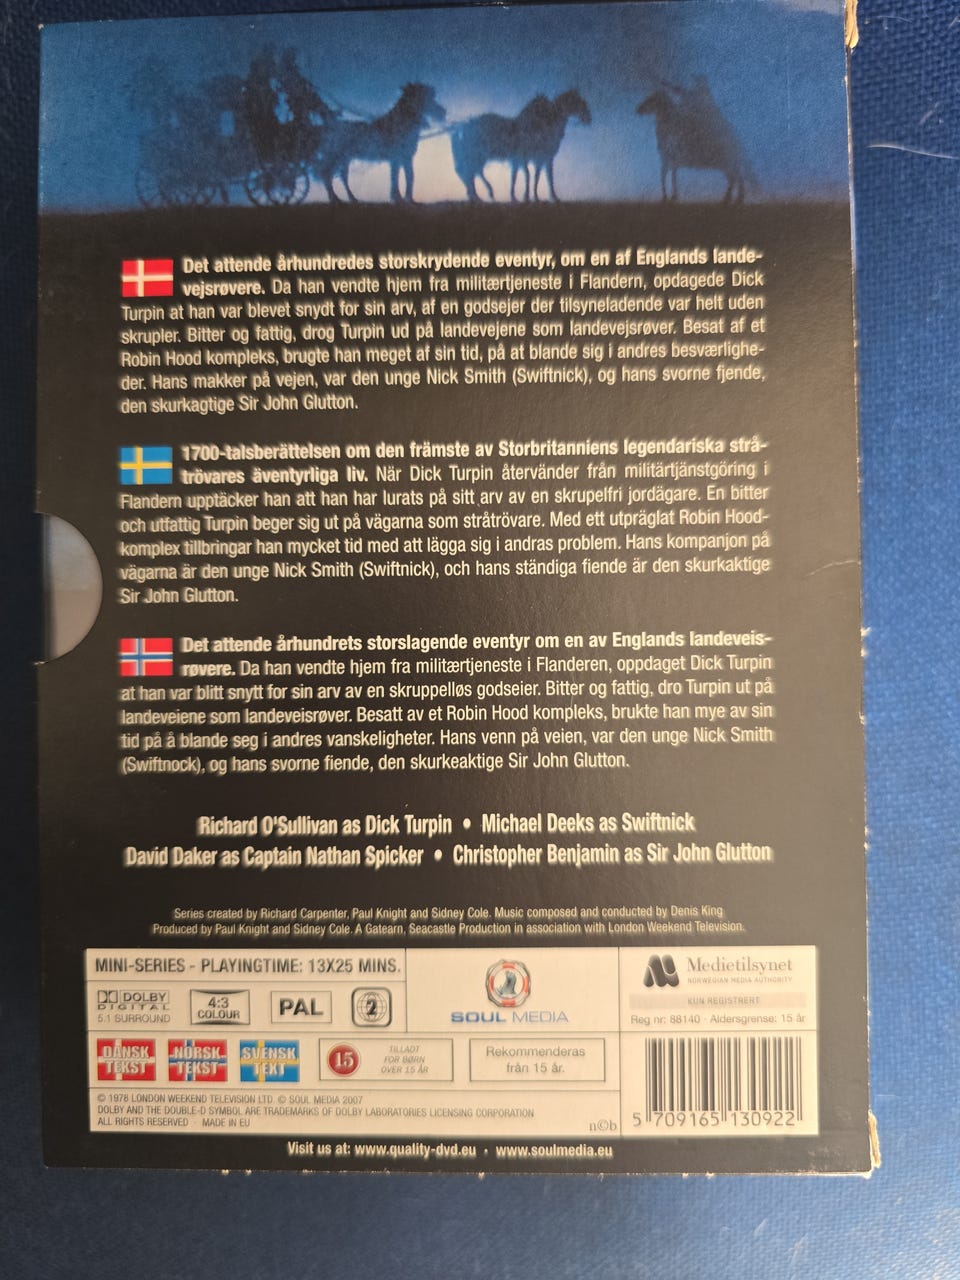 Det attende århundredes storskrydende eventyr, om en af Englands lande-
vejsrøvere. Da han vendte hjem fra militærtjeneste i Flandern, opdagede Dick
Turpin at han var blevet snydt for sin arv, af en godsejer der tilsyneladende var helt uden
skrupler. Bitter og fattig, drog Turpin ud på landevejene som landevejsrøver. Besat af et
Robin Hood kompleks, brugte han meget af sin tid, på at blande sig i andres besværlighe-
der. Hans makker på vejen, var den unge Nick Smith (Swiftnick), og hans svorne fjende,
den skurkagtige Sir John Glutton.
1700-talsberättelsen om den främste av Storbritanniens legendariska strå-
trövares äventyrliga liv. När Dick Turpin återvänder från militärtjänstgöring i
Flandern upptäcker han att han har lurats på sitt arv av en skrupelfri jordägare. En bitter
och utfattig Turpin beger sig ut på vägarna som stråtrövare. Med ett utpräglat Robin Hood-
komplex tillbringar han mycket tid med att lägga sig i andras problem. Hans kompanjon på
vägarna är den unge Nick Smith (Swiftnick), och hans ständiga fiende är den skurkaktige
Sir John Glutton.
Det attende århundrets storslagende eventyr om en av Englands landeveis-
røvere. Da han vendte hjem fra militærtjeneste i Flanderen, oppdaget Dick Turpin
at han var blitt snytt for sin arv av en skruppelløs godseier. Bitter og fattig, dro Turpin ut på
landeveiene som landeveisrøver. Besatt av et Robin Hood kompleks, brukte han mye av sin
tid på å blande seg i andres vanskeligheter. Hans venn på veien, var den unge Nick Smith
(Swiftnock), og hans svorne fiende, den skurkeaktige Sir John Glutton.
Richard O'Sullivan as Dick Turpin • Michael Deeks as Swiftnick
David Daker as Captain Nathan Spicker • Christopher Benjamin as Sir John Glutton
Series created by Richard Carpenter, Paul Knight and Sidney Cole. Music composed and conducted by Denis King
Produced by Paul Knight and Sidney Cole. A Gatearn, Seacastle Production in association with London Weekend Television.
MINI-SERIES - PLAYINGTIME: 13X25 MINS.
DOLBY
DIGITAL
5.1 SURROUND
4:3
COLOUR
PAL
2
SOUL MEDIA
Medietilsynet
NORWEGIAN MEDIA AUTHORITY
KUN REGISTRERT
Reg nr: 88140 · Aldersgrense: 15 år
DANSK
TEKST
NORSK
TEKST
SVENSK
TEXT
15
TILLADT
FOR BØRN
OVER 15 ÅR
Rekommenderas
från 15 år.
© 1978 LONDON WEEKEND TELEVISION LTD. © SOUL MEDIA 2007
DOLBY AND THE DOUBLE-D SYMBOL ARE TRADEMARKS OF DOLBY LABORATORIES LICENSING CORPORATION
ALL RIGHTS RESERVED · MADE IN EU
n©b
5 709165 130922
Visit us at: www.quality-dvd.eu · www.soulmedia.eu